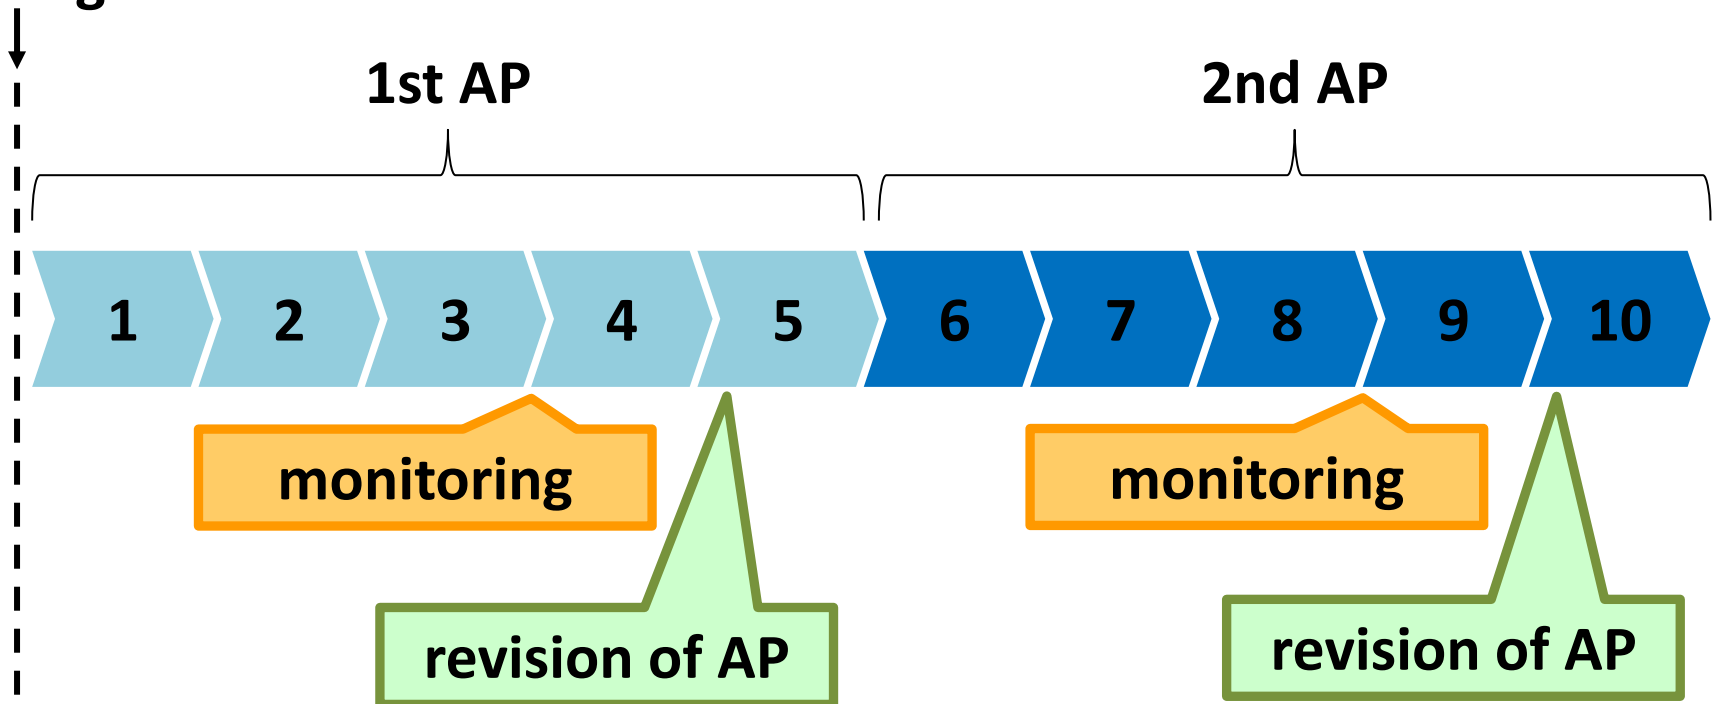 1st AP
2nd AP
1 2 3 4 5 6 7 8 9 10
monitoring
monitoring
revision of AP
revision of AP